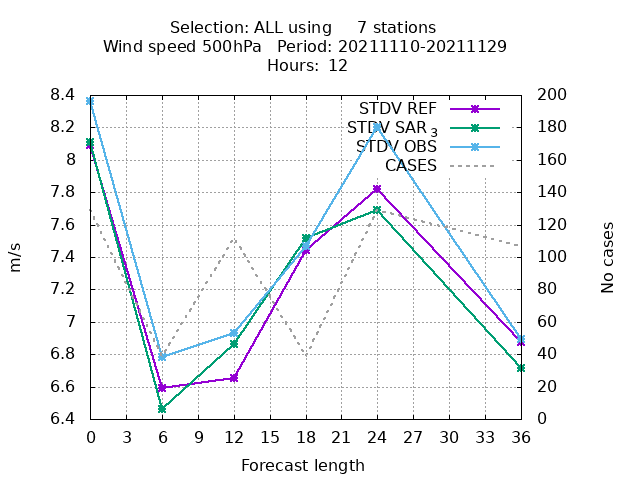 Selection: ALL using     7 stations
Wind speed 500hPa   Period: 20211110-20211129
Hours:  12
8.4
8.2
8
7.8
7.6
7.4
7.2
7
6.8
6.6
6.4
m/s
STDV REF
STDV SAR 3
STDV OBS
CASES
200
180
160
140
120
100
80
60
40
20
0
No cases
0 3 6 9 12 15 18 21 24 27 30 33 36
Forecast length